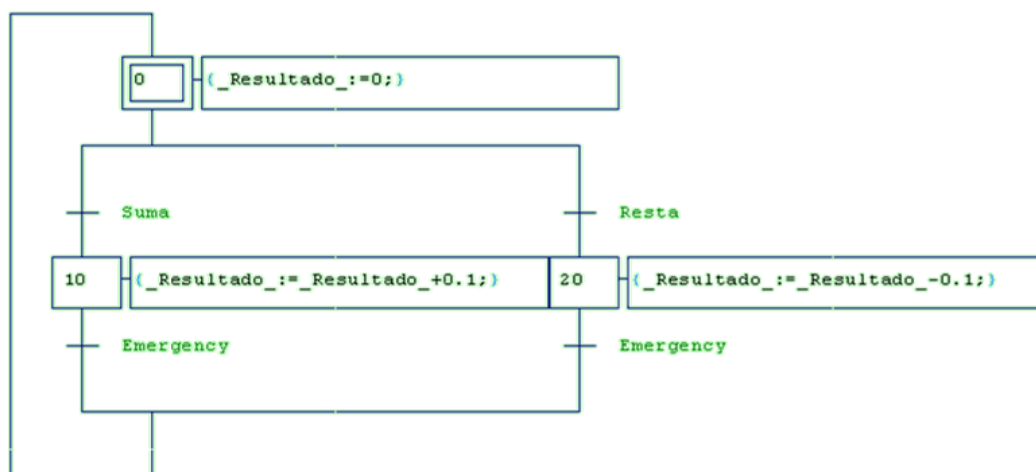 0 {_Resultado_:=0;}
Suma Resta
10 {_Resultado_:=_Resultado_+0.1;} 20 {_Resultado_:=_Resultado_-0.1;}
Emergency Emergency